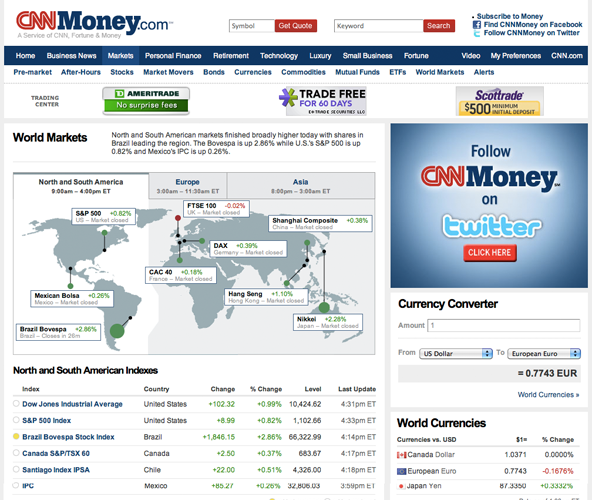 CNNMoney.com
A Service of CNN, Fortune & Money
Symbol Get Quote Keyword Search
Subscribe to Money
Find CNNMoney on Facebook
Follow CNNMoney on Twitter
Home Business News Markets Personal Finance Retirement Technology Luxury Small Business Fortune Video My Preferences CNN.com
Pre-market After-Hours Stocks Market Movers Bonds Currencies Commodities Mutual Funds ETFs World Markets Alerts
TRADING CENTER
TD AMERITRADE
No surprise fees
TRADE FREE
FOR 60 DAYS
E*TRADE SECURITIES LLC
Scottrade
$500 MINIMUM INITIAL DEPOSIT
World Markets
North and South American markets finished broadly higher today with shares in
Brazil leading the region. The Bovespa is up 2.86% while U.S.'s S&P 500 is up
0.82% and Mexico's IPC is up 0.26%.
North and South America
9:00am – 4:00pm ET
Europe
3:00am – 11:30am ET
Asia
8:00pm – 3:00am ET
S&P 500 +0.82%
US – Market closed
FTSE 100 -0.02%
UK – Market closed
Shanghai Composite +0.38%
China – Market closed
DAX +0.39%
Germany – Market closed
CAC 40 +0.18%
France – Market closed
Mexican Bolsa +0.26%
Mexico – Market closed
Hang Seng +1.10%
Hong Kong – Market closed
Nikkei +2.28%
Japan – Market closed
Brazil Bovespa +2.86%
Brazil – Closes in 26m
North and South American Indexes
Index Country Change % Change Level Last Update
Dow Jones Industrial Average United States +102.32 +0.99% 10,424.62 4:31pm ET
S&P 500 Index United States +8.99 +0.82% 1,102.66 4:33pm ET
Brazil Bovespa Stock Index Brazil +1,846.15 +2.86% 66,322.99 4:14pm ET
Canada S&P/TSX 60 Canada +2.50 +0.37% 683.67 4:17pm ET
Santiago Index IPSA Chile +22.00 +0.51% 4,326.00 4:18pm ET
IPC Mexico +85.27 +0.26% 32,806.03 3:59pm ET
Follow
CNNMoney
on
twitter
CLICK HERE
Currency Converter
Amount 1
From US Dollar To European Euro
= 0.7743 EUR
World Currencies »
World Currencies
Currencies vs. USD $1= % Change
Canada Dollar 1.0371 0.0000%
European Euro 0.7743 -0.1676%
Japan Yen 87.3350 +0.3332%